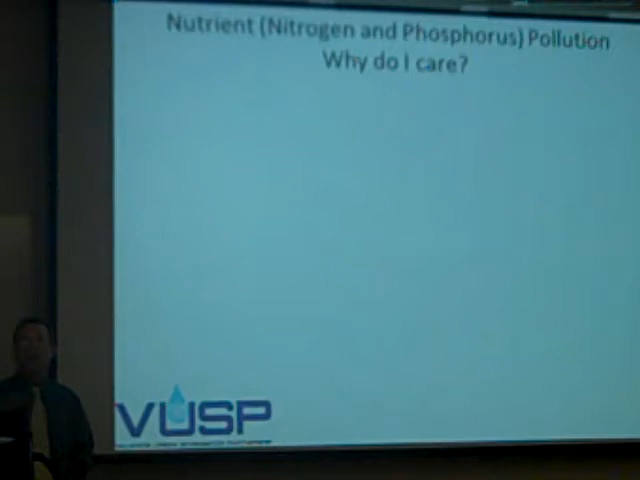 Nutrient (Nitrogen and Phosphorus) Pollution
Why do I care?
VUSP